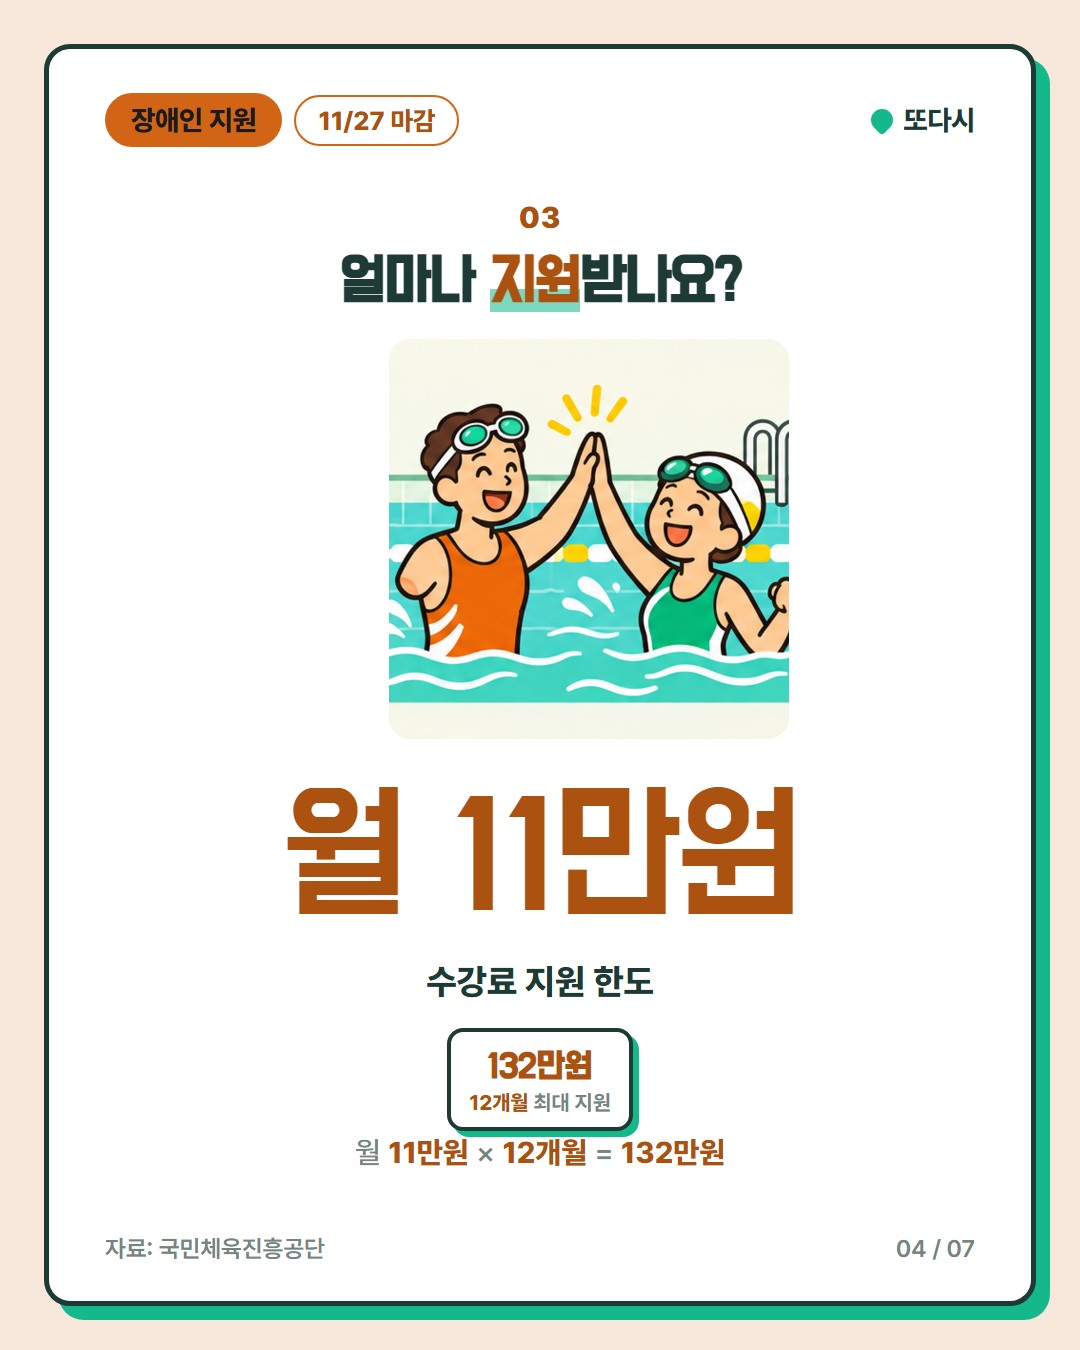 장애인 지원
11/27 마감
또다시
03
얼마나 지원받나요?
월 11만원
수강료 지원 한도
132만원
12개월 최대 지원
월 11만원 × 12개월 = 132만원
자료: 국민체육진흥공단
04 / 07